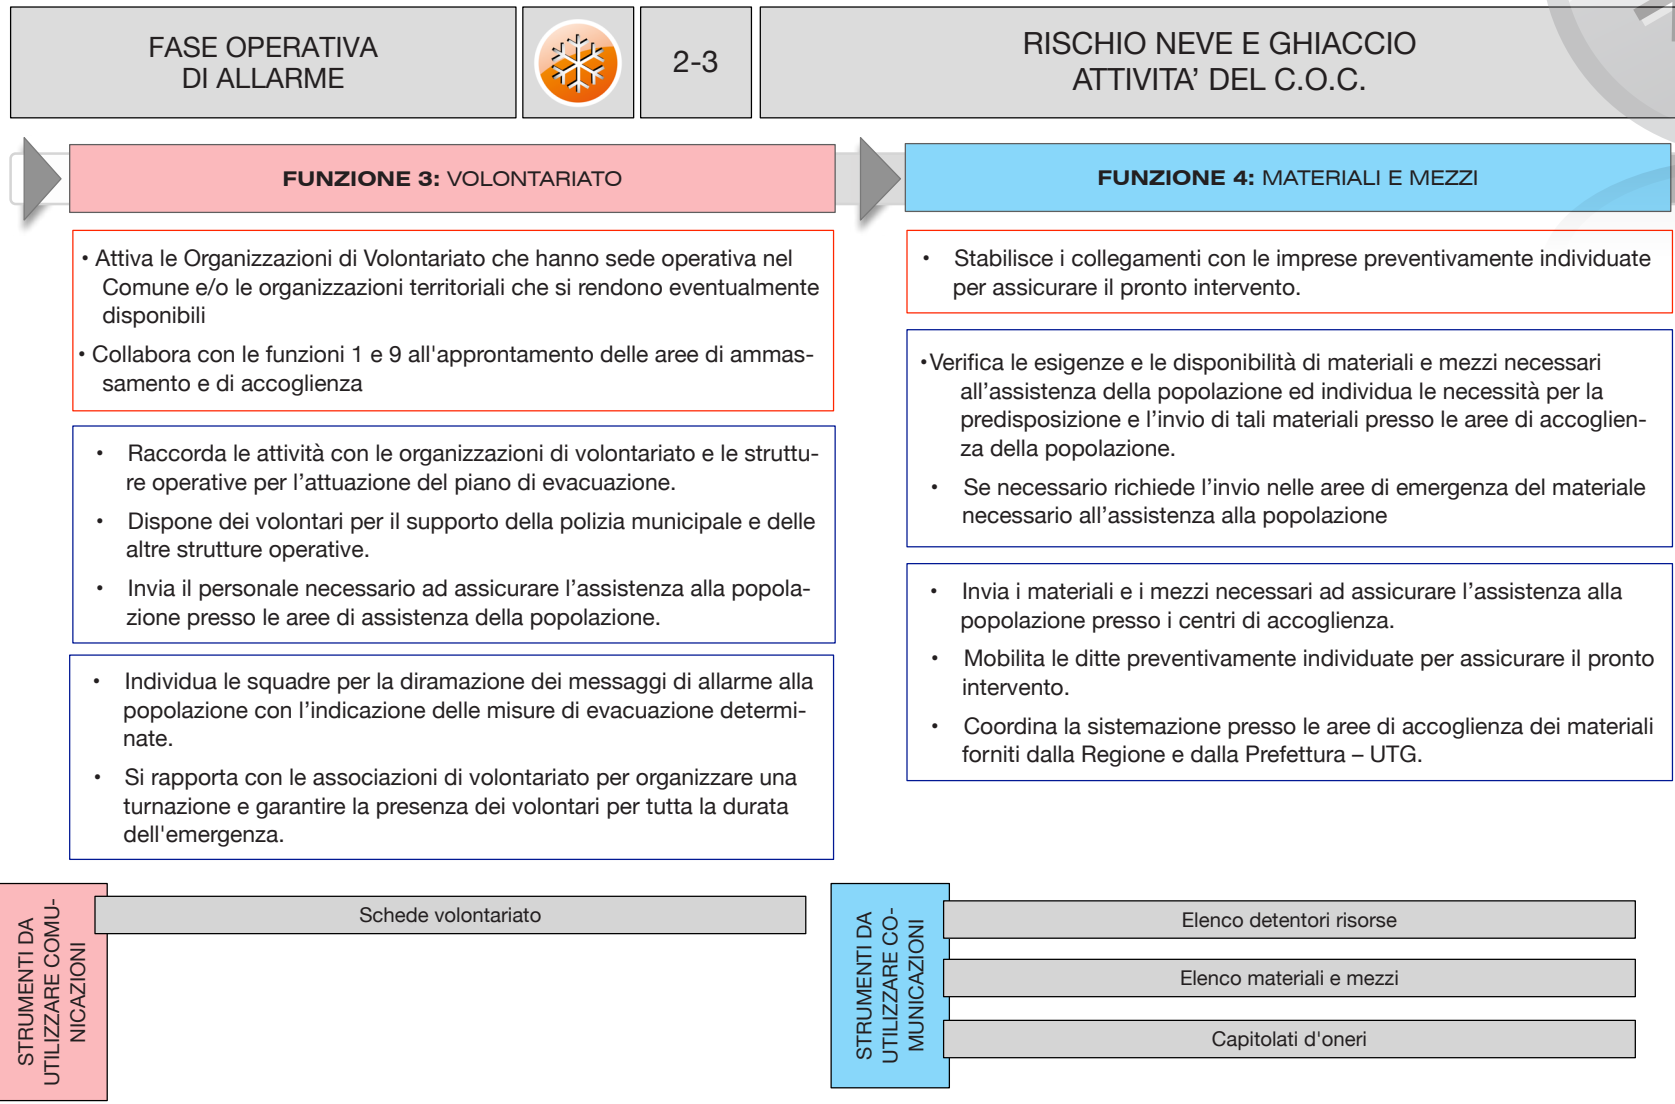 FASE OPERATIVA
DI ALLARME
2-3
RISCHIO NEVE E GHIACCIO
ATTIVITA’ DEL C.O.C.
FUNZIONE 3: VOLONTARIATO
• Attiva le Organizzazioni di Volontariato che hanno sede operativa nel
Comune e/o le organizzazioni territoriali che si rendono eventualmente
disponibili
• Collabora con le funzioni 1 e 9 all'approntamento delle aree di ammas-
samento e di accoglienza
• Raccorda le attività con le organizzazioni di volontariato e le struttu-
re operative per l’attuazione del piano di evacuazione.
• Dispone dei volontari per il supporto della polizia municipale e delle
altre strutture operative.
• Invia il personale necessario ad assicurare l’assistenza alla popola-
zione presso le aree di assistenza della popolazione.
• Individua le squadre per la diramazione dei messaggi di allarme alla
popolazione con l’indicazione delle misure di evacuazione determi-
nate.
• Si rapporta con le associazioni di volontariato per organizzare una
turnazione e garantire la presenza dei volontari per tutta la durata
dell'emergenza.
STRUMENTI DA
UTILIZZARE COMU-
NICAZIONI
Schede volontariato
FUNZIONE 4: MATERIALI E MEZZI
• Stabilisce i collegamenti con le imprese preventivamente individuate
per assicurare il pronto intervento.
• Verifica le esigenze e le disponibilità di materiali e mezzi necessari
all’assistenza della popolazione ed individua le necessità per la
predisposizione e l’invio di tali materiali presso le aree di accoglien-
za della popolazione.
• Se necessario richiede l’invio nelle aree di emergenza del materiale
necessario all’assistenza alla popolazione
• Invia i materiali e i mezzi necessari ad assicurare l’assistenza alla
popolazione presso i centri di accoglienza.
• Mobilita le ditte preventivamente individuate per assicurare il pronto
intervento.
• Coordina la sistemazione presso le aree di accoglienza dei materiali
forniti dalla Regione e dalla Prefettura – UTG.
STRUMENTI DA
UTILIZZARE CO-
MUNICAZIONI
Elenco detentori risorse
Elenco materiali e mezzi
Capitolati d'oneri